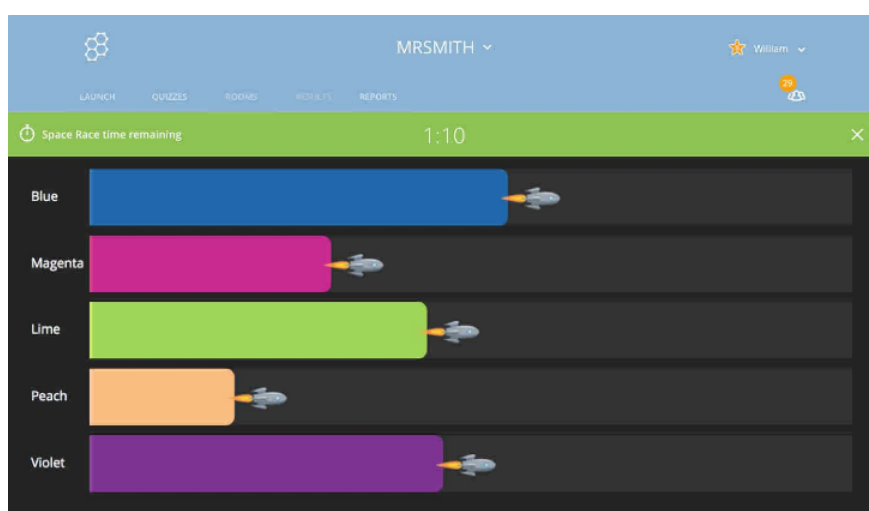 MRSMITH
William
29
LAUNCH QUIZZES ROOMS RESULTS REPORTS
Space Race time remaining 1:10
Blue
Magenta
Lime
Peach
Violet